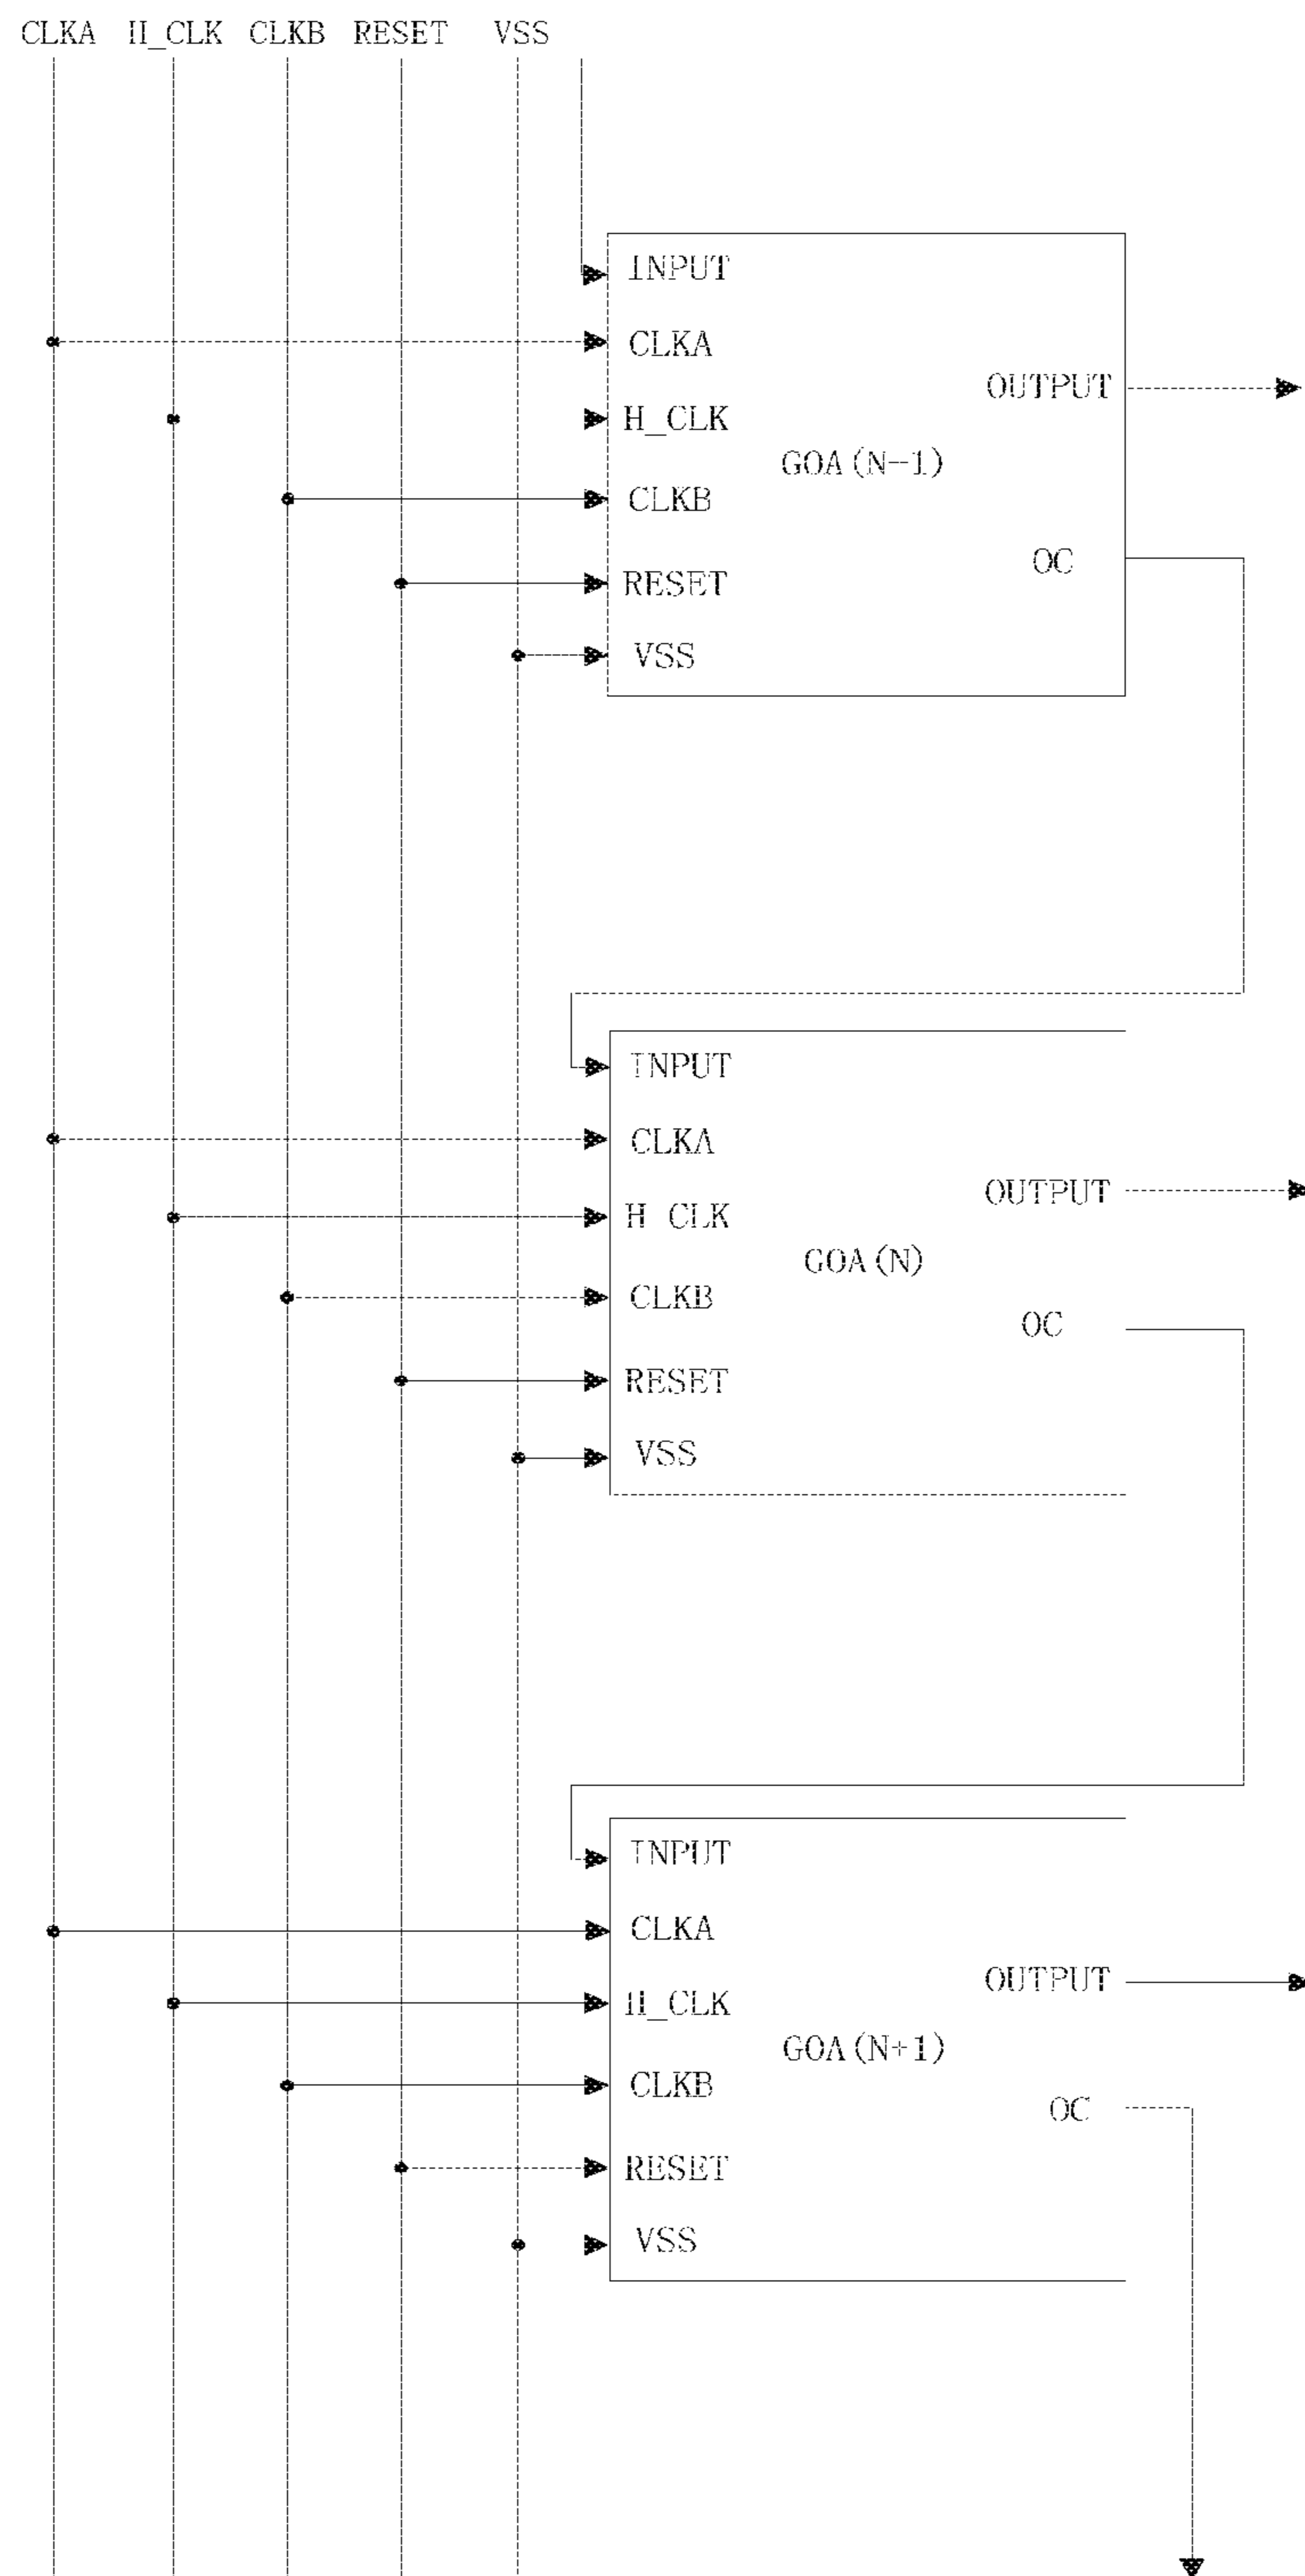 CLKA H_CLK CLKB RESET VSS
INPUT
CLKA
OUTPUT
H_CLK
GOA(N-1)
CLKB
OC
RESET
VSS
INPUT
CLKA
OUTPUT
H_CLK
GOA(N)
CLKB
OC
RESET
VSS
INPUT
CLKA
OUTPUT
H_CLK
GOA(N+1)
CLKB
OC
RESET
VSS